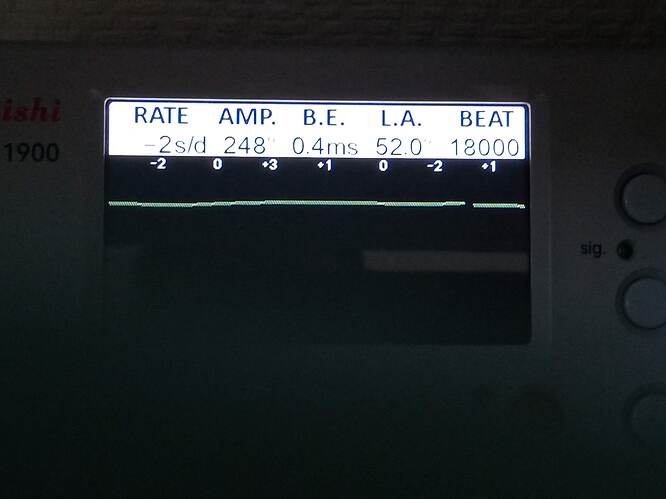 ishi
1900
RATE AMP. B.E. L.A. BEAT
-2s/d 248° 0.4ms 52.0° 18000
-2 0 +3 +1 0 -2 +1
sig.